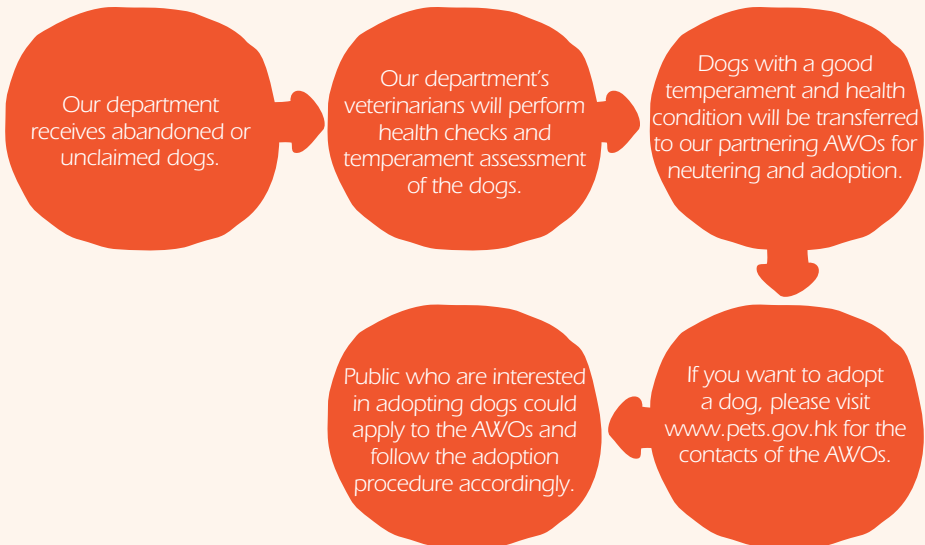 Our department
receives abandoned or
unclaimed dogs.
Our department's
veterinarians will perform
health checks and
temperament assessment
of the dogs.
Dogs with a good
temperament and health
condition will be transferred
to our partnering AWOs for
neutering and adoption.
If you want to adopt
a dog, please visit
www.pets.gov.hk for the
contacts of the AWOs.
Public who are interested
in adopting dogs could
apply to the AWOs and
follow the adoption
procedure accordingly.